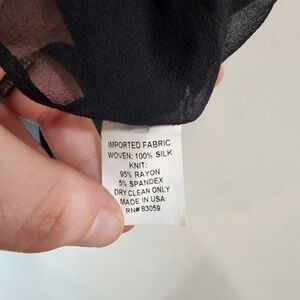 IMPORTED FABRIC
WOVEN: 100% SILK
KNIT:
95% RAYON
5% SPANDEX
DRY CLEAN ONLY
MADE IN USA
RN# 83059